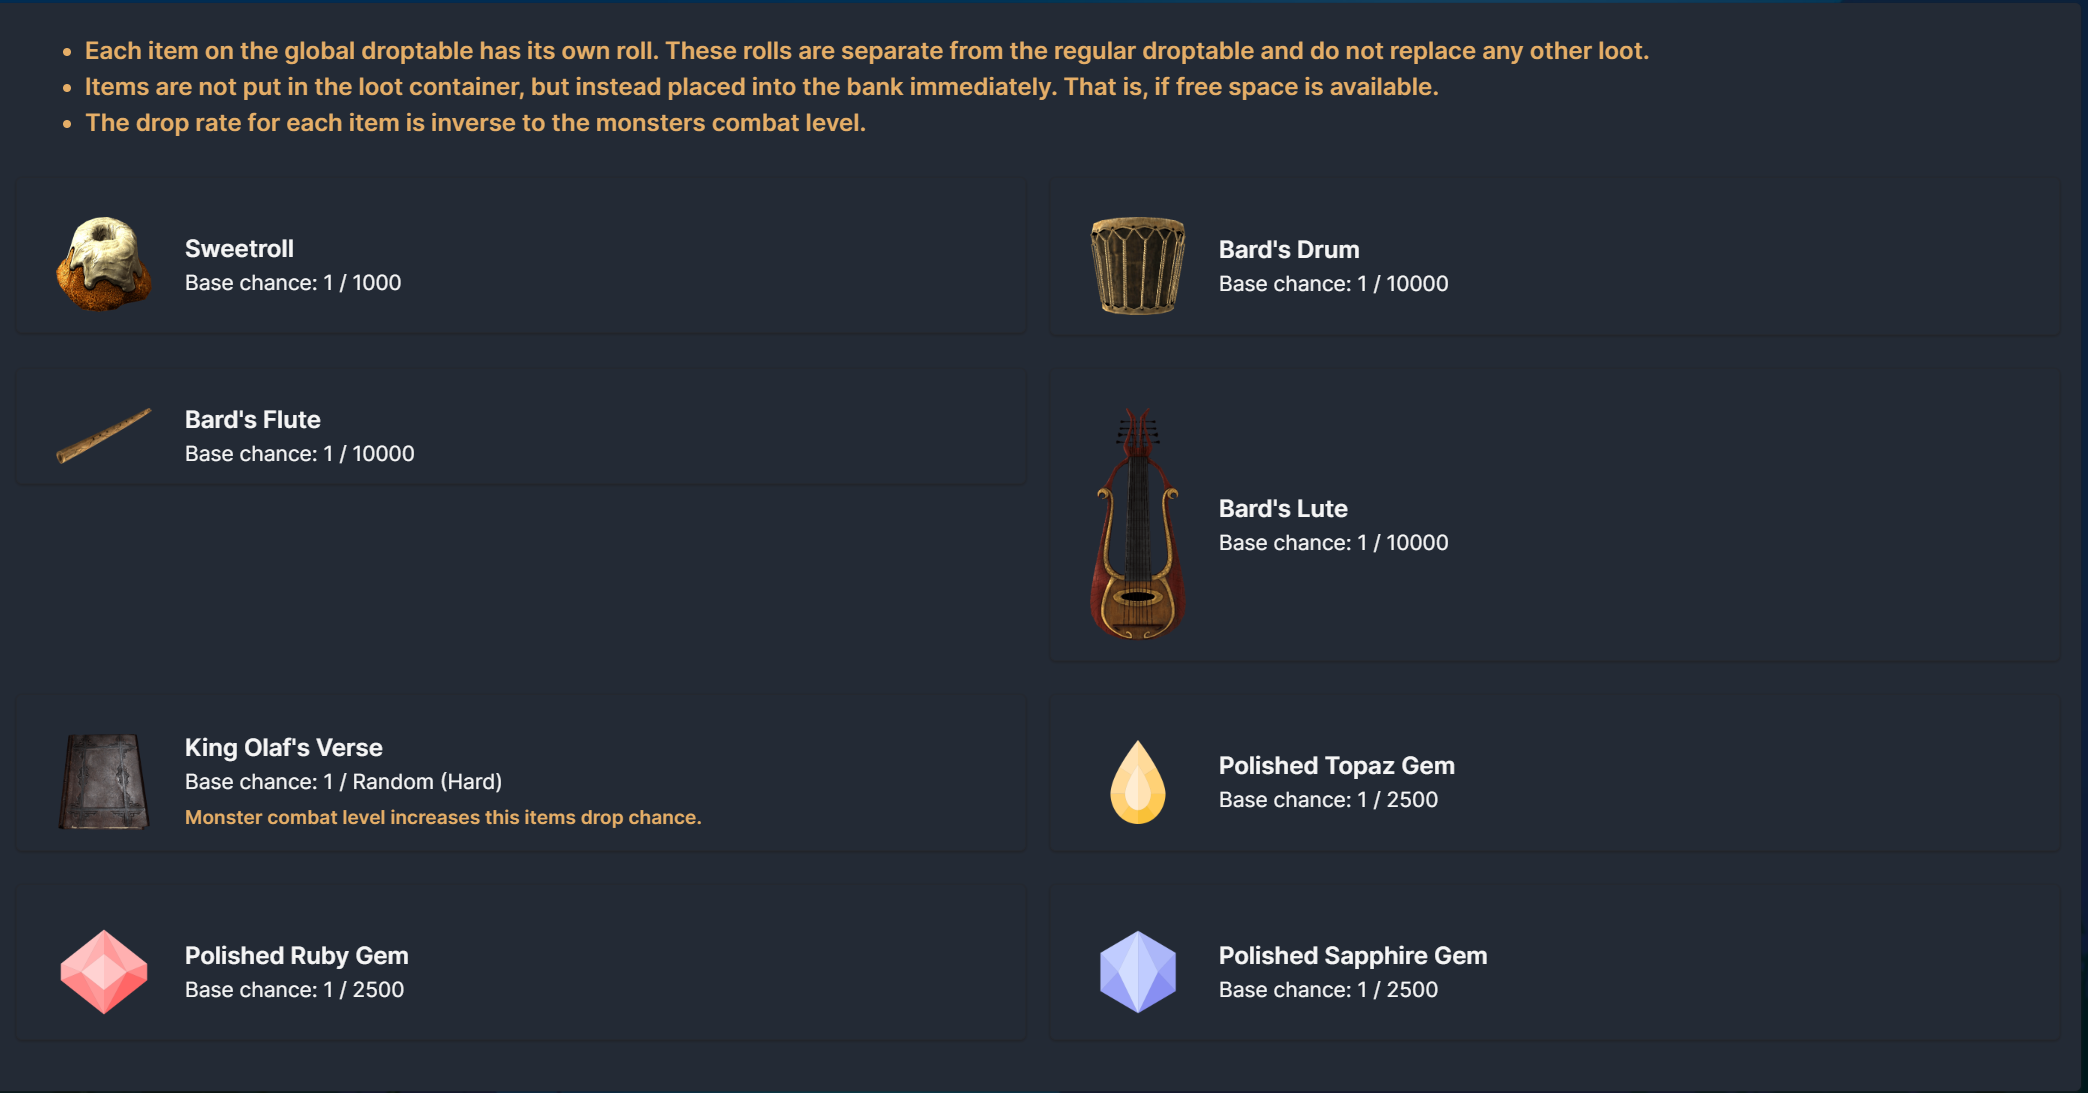 Each item on the global droptable has its own roll. These rolls are separate from the regular droptable and do not replace any other loot.
Items are not put in the loot container, but instead placed into the bank immediately. That is, if free space is available.
The drop rate for each item is inverse to the monsters combat level.
Sweetroll
Base chance: 1 / 1000
Bard's Drum
Base chance: 1 / 10000
Bard's Flute
Base chance: 1 / 10000
Bard's Lute
Base chance: 1 / 10000
King Olaf's Verse
Base chance: 1 / Random (Hard)
Monster combat level increases this items drop chance.
Polished Topaz Gem
Base chance: 1 / 2500
Polished Ruby Gem
Base chance: 1 / 2500
Polished Sapphire Gem
Base chance: 1 / 2500